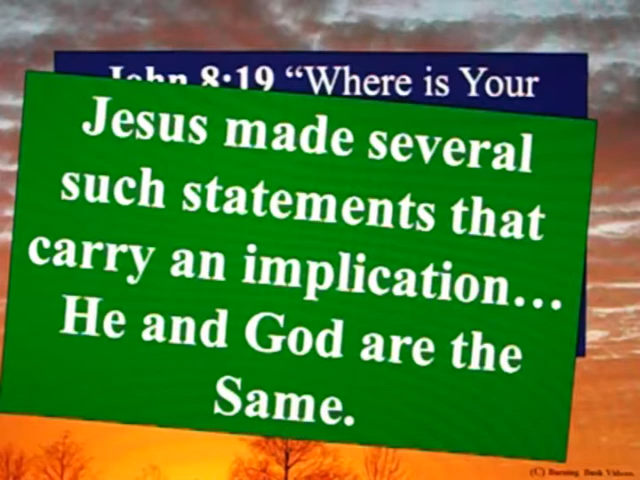 John 8:19 “Where is Your
Jesus made several
such statements that
carry an implication…
He and God are the
Same.